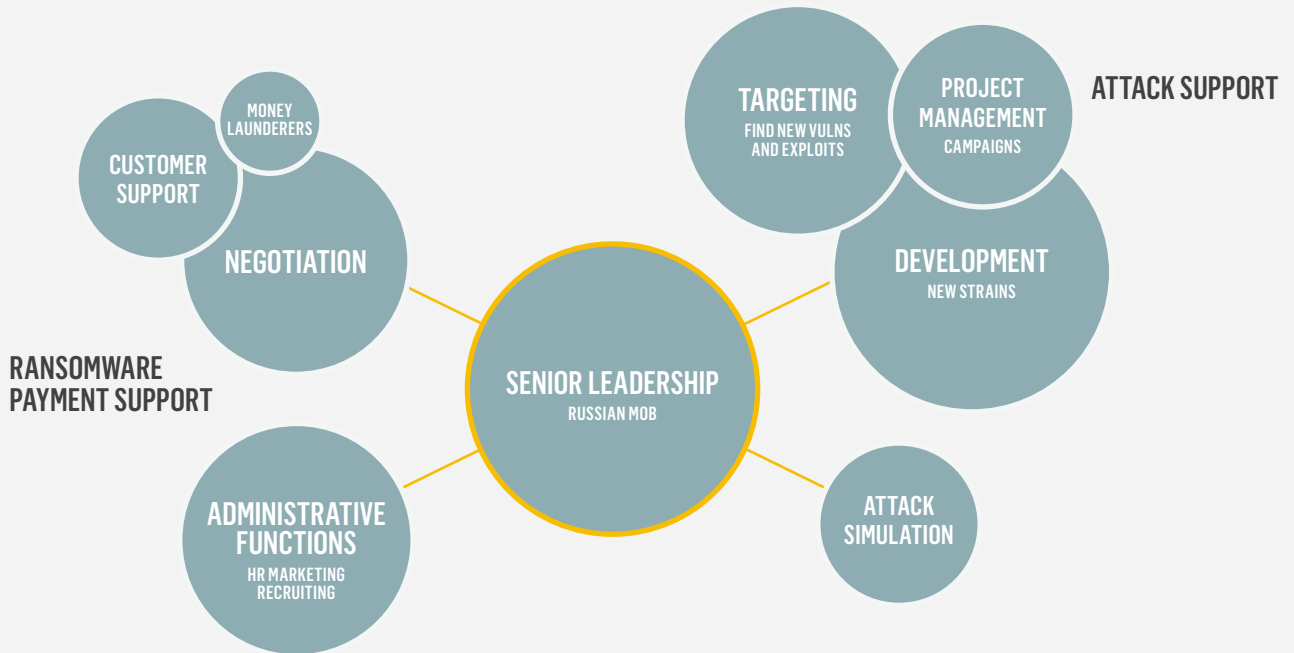 MONEY
LAUNDERERS
CUSTOMER
SUPPORT
NEGOTIATION
RANSOMWARE
PAYMENT SUPPORT
ADMINISTRATIVE
FUNCTIONS
HR MARKETING
RECRUITING
SENIOR LEADERSHIP
RUSSIAN MOB
TARGETING
FIND NEW VULNS
AND EXPLOITS
PROJECT
MANAGEMENT
CAMPAIGNS
ATTACK SUPPORT
DEVELOPMENT
NEW STRAINS
ATTACK
SIMULATION